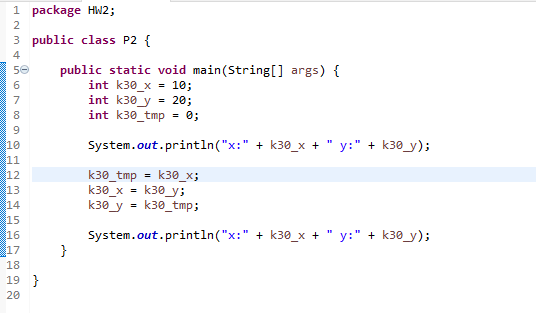 1 package HW2;
2
3 public class P2 {
4
5 public static void main(String[] args) {
6 int k30_x = 10;
7 int k30_y = 20;
8 int k30_tmp = 0;
9
10 System.out.println("x:" + k30_x + " y:" + k30_y);
11
12 k30_tmp = k30_x;
13 k30_x = k30_y;
14 k30_y = k30_tmp;
15
16 System.out.println("x:" + k30_x + " y:" + k30_y);
17 }
18
19 }
20